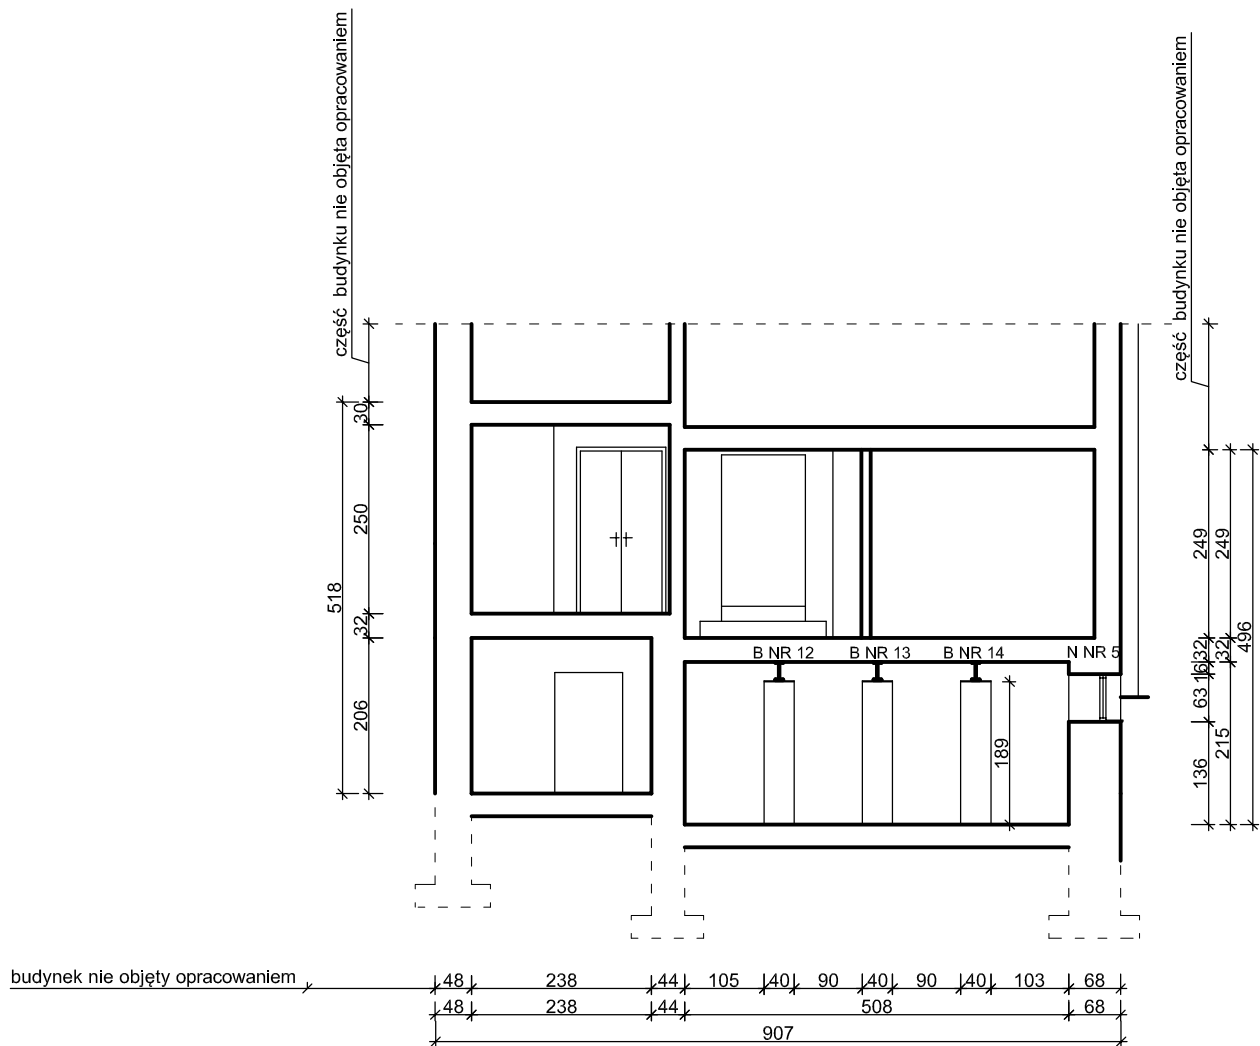 część budynku nie objęta opracowaniem
część budynku nie objęta opracowaniem
30
250
518
32
206
249
249
496
32
32
16
63
215
136
B NR 12
B NR 13
B NR 14
N NR 5
189
budynek nie objęty opracowaniem
48 238 44 105 40 90 40 90 40 103 68
48 238 44 508 68
907